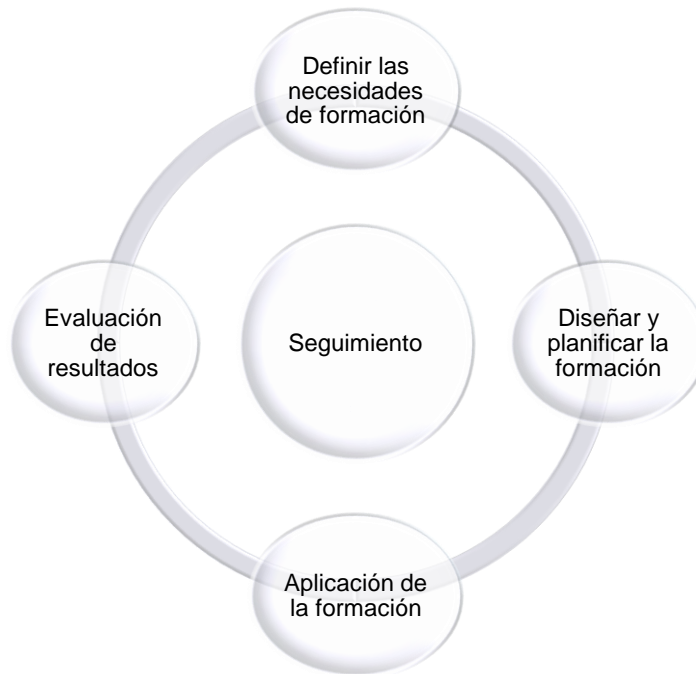 Definir las
necesidades
de formación
Evaluación
de
resultados
Seguimiento
Diseñar y
planificar la
formación
Aplicación de
la formación